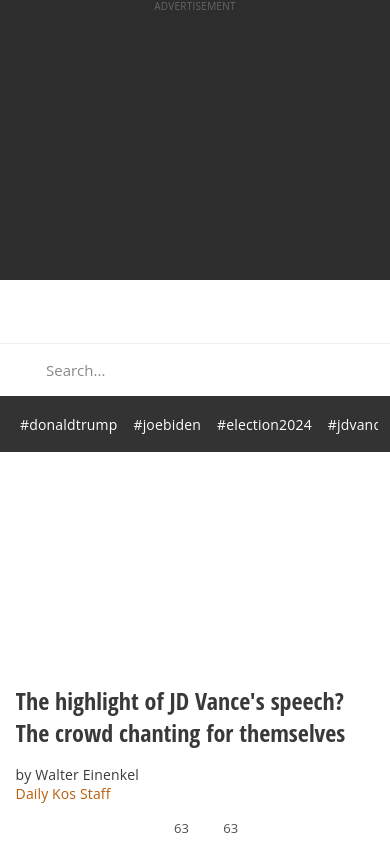 ADVERTISEMENT
Search...
#donaldtrump #joebiden #election2024 #jdvanc
The highlight of JD Vance's speech?
The crowd chanting for themselves
by Walter Einenkel
Daily Kos Staff
63 63